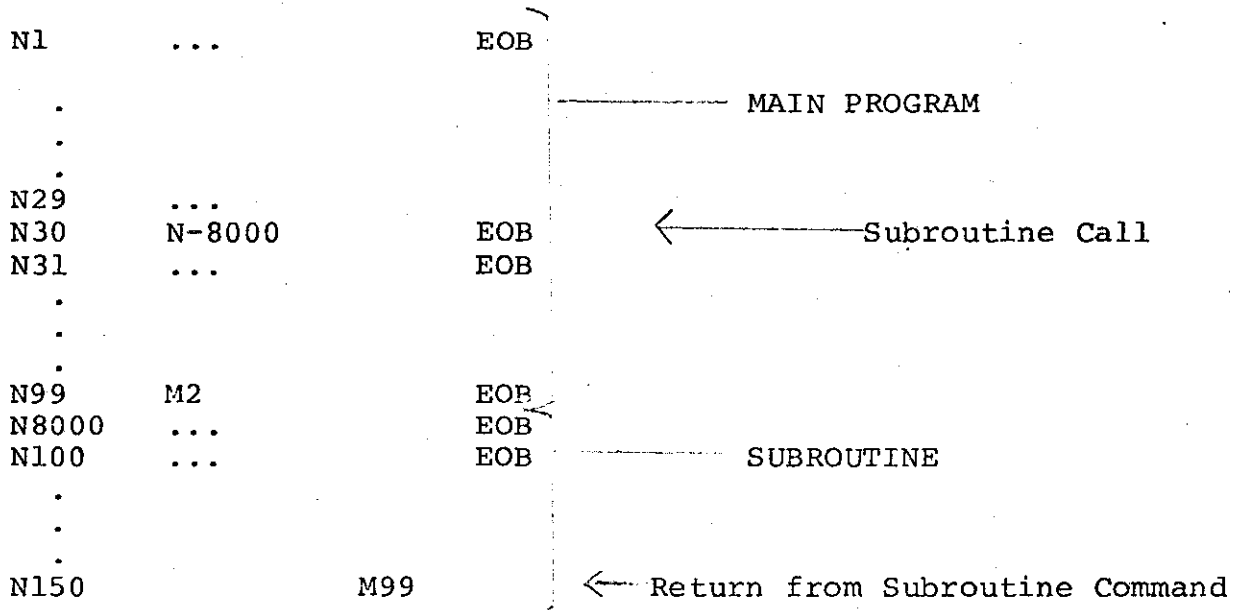 N1 ... EOB
.
MAIN PROGRAM
.
.
N29 ...
N30 N-8000 EOB Subroutine Call
N31 ... EOB
.
.
.
N99 M2 EOB
N8000 ... EOB
N100 ... EOB SUBROUTINE
.
.
.
N150 M99 Return from Subroutine Command